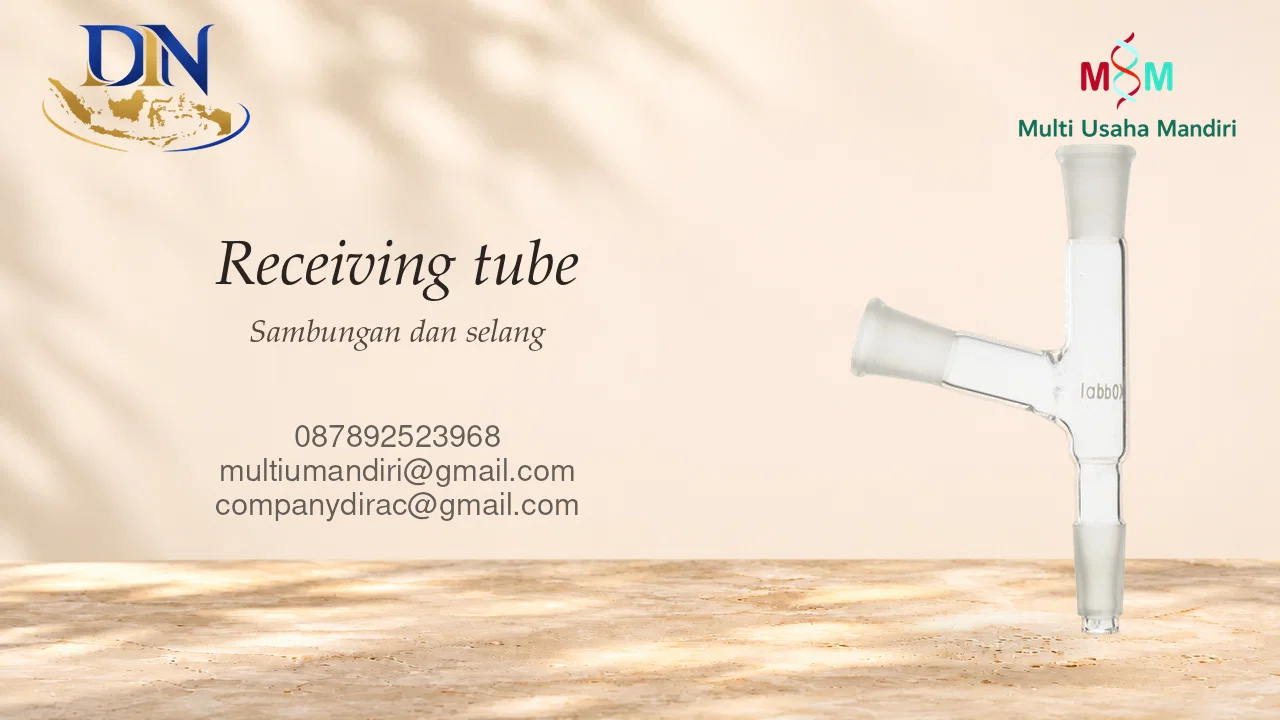 DN
M M
Multi Usaha Mandiri
Receiving tube
Sambungan dan selang
labbox
087892523968
multiumandiri@gmail.com
companydirac@gmail.com